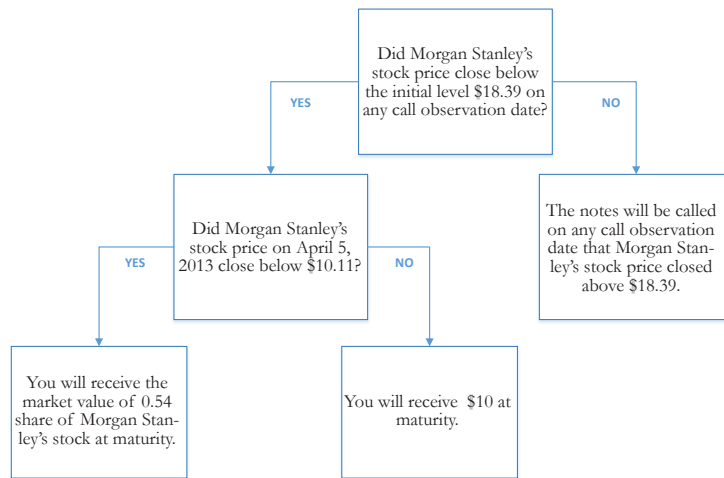 Did Morgan Stanley's
stock price close below
the initial level $18.39 on
any call observation date?
YES
NO
Did Morgan Stanley's
stock price on April 5,
2013 close below $10.11?
The notes will be called
on any call observation
date that Morgan Stan-
ley's stock price closed
above $18.39.
YES
NO
You will receive the
market value of 0.54
share of Morgan Stan-
ley's stock at maturity.
You will receive $10 at
maturity.